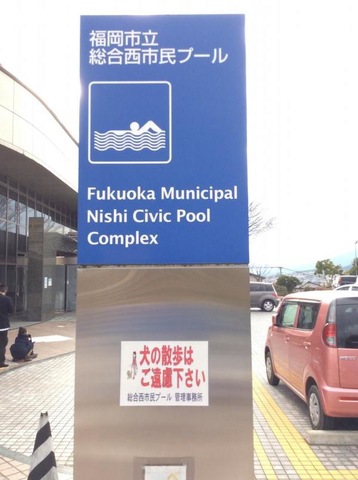 福岡市立
総合西市民プール
Fukuoka Municipal
Nishi Civic Pool
Complex
犬の散歩は
ご遠慮下さい
総合西市民プール 管理事務所